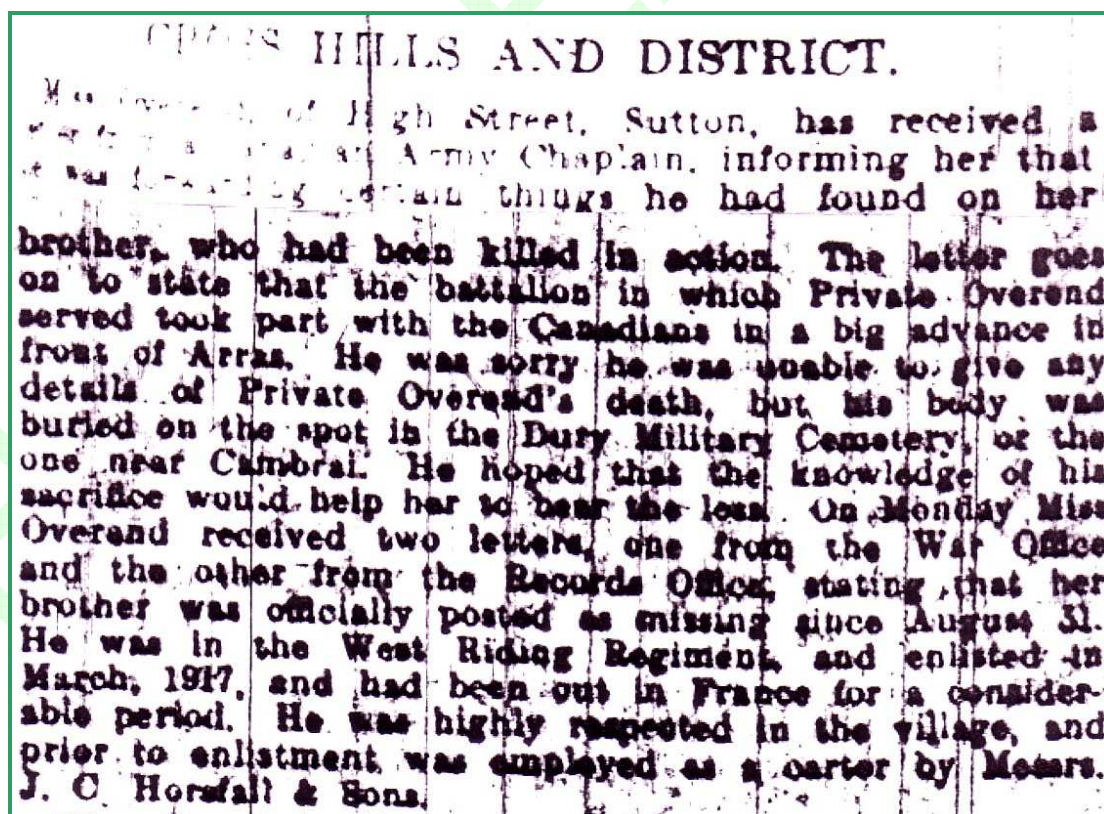 CROSS HILLS AND DISTRICT.
of High Street, Sutton, has received a
an Army Chaplain, informing her that
was forwarding certain things he had found on her
brother, who had been killed in action. The letter goes
on to state that the battalion in which Private Overend
served took part with the Canadians in a big advance in
front of Arras. He was sorry he was unable to give any
details of Private Overend's death, but his body was
buried on the spot in the Dury Military Cemetery, or the
one near Cambrai. He hoped that the knowledge of his
sacrifice would help her to bear the loss. On Monday Miss
Overend received two letters, one from the War Office
and the other from the Records Office, stating that her
brother was officially posted as missing since August 31.
He was in the West Riding Regiment, and enlisted in
March, 1917, and had been out in France for a consider-
able period. He was highly respected in the village, and
prior to enlistment was employed as a carter by Messrs.
J. C. Horsfall & Sons.